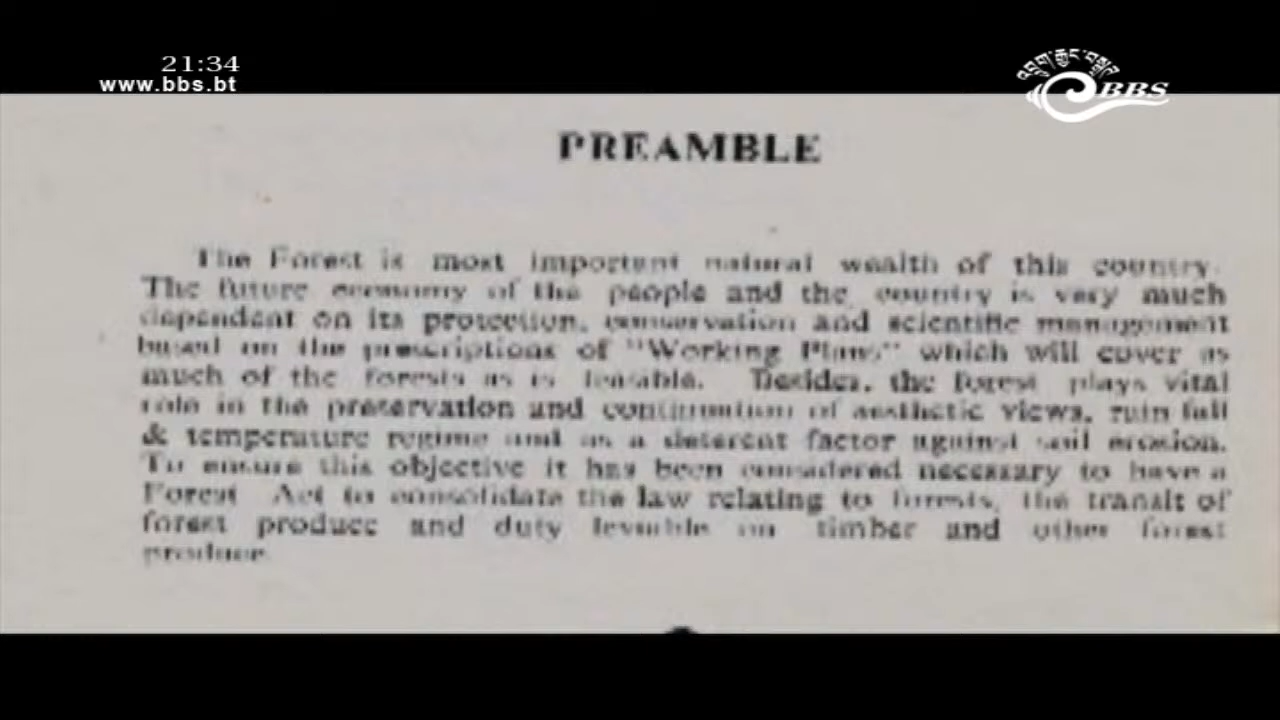 21:34
www.bbs.bt
འབྲུག་རྒྱང་བསྒྲགས
BBS
PREAMBLE
The Forest is most important natural wealth of this country.
The future economy of the people and the country is very much
dependent on its protection, conservation and scientific management
based on the prescriptions of "Working Plans" which will cover as
much of the forests as is feasable. Besides, the forest plays vital
role in the preservation and continuation of aesthetic views, rain fall
& temperature regime and as a deterent factor against soil erosion.
To ensure this objective it has been considered necessary to have a
Forest Act to consolidate the law relating to forests, the transit of
forest produce and duty leviable on timber and other forest
produce.